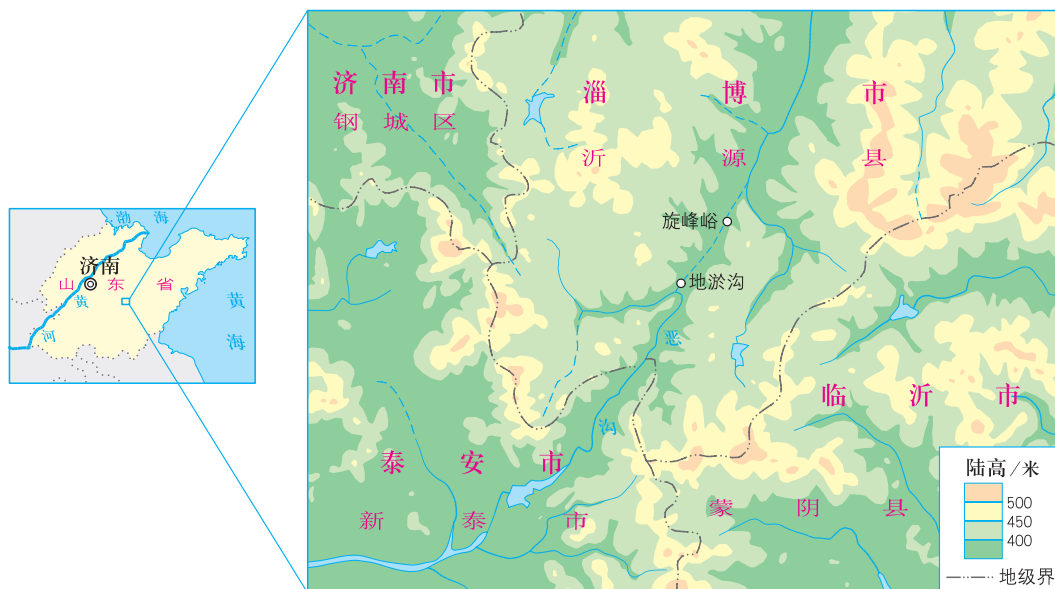 渤海
济南
山东省
黄
河
黄海
济南市
钢城区
淄博市
沂源县
旋峰峪
地淤沟
恶沟
临沂市
泰安市
新泰市
蒙阴县
陆高/米
500
450
400
地级界